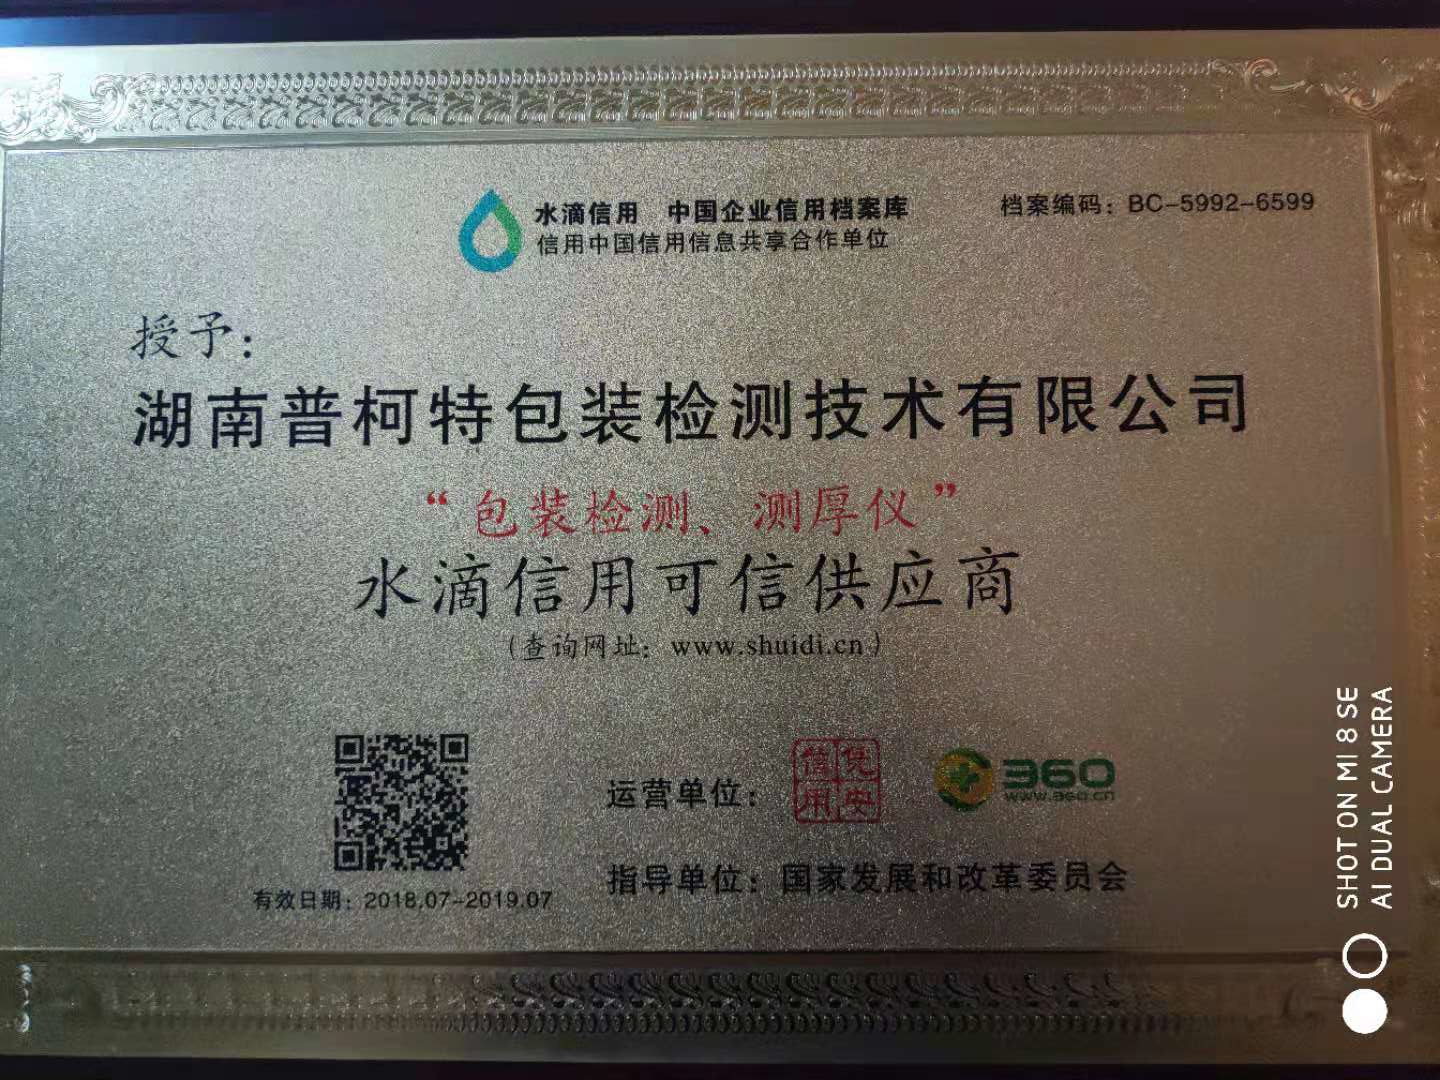 水滴信用 中国企业信用档案库
信用中国信用信息共享合作单位
档案编码：BC-5992-6599
授予：
湖南普柯特包装检测技术有限公司
“包装检测、测厚仪”
水滴信用可信供应商
（查询网址：www.shuidi.cn）
运营单位：
凭安信用
360
www.360.cn
指导单位：国家发展和改革委员会
有效日期：2018.07-2019.07
SHOT ON MI 8 SE
AI DUAL CAMERA